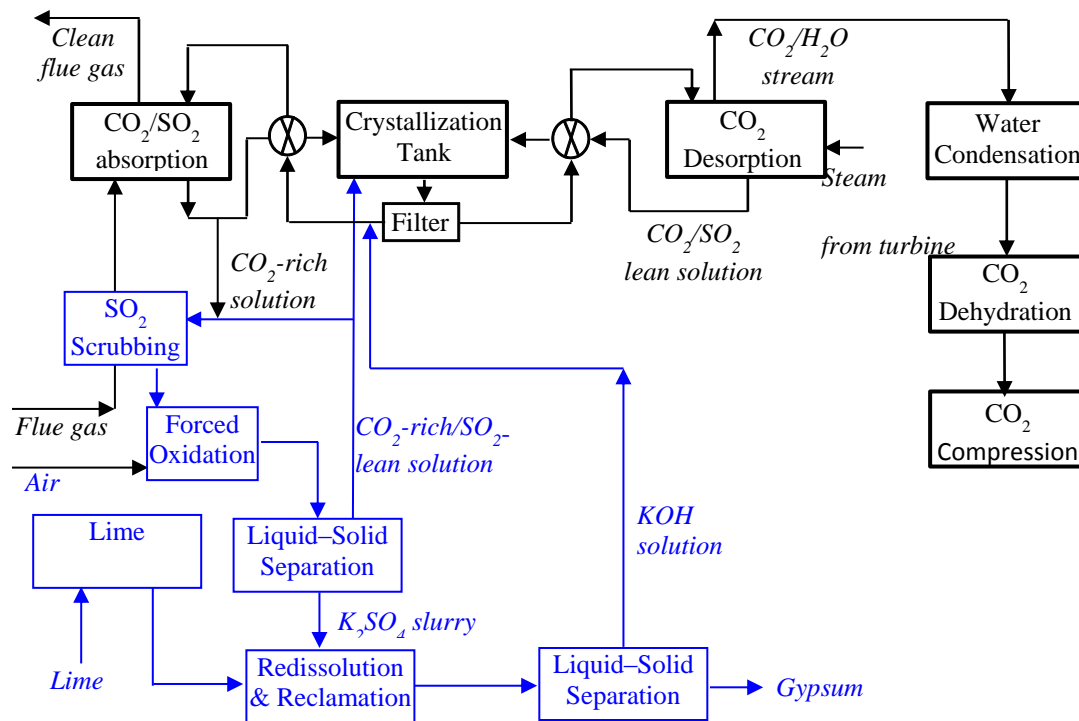 Clean
flue gas
CO2/H2O
stream
CO2/SO2
absorption
Crystallization
Tank
CO2
Desorption
Water
Condensation
Steam
Filter
CO2-rich
solution
CO2/SO2
lean solution
from turbine
SO2
Scrubbing
CO2
Dehydration
Flue gas
Forced
Oxidation
CO2-rich/SO2-
lean solution
CO2
Compression
Air
Lime
Liquid–Solid
Separation
KOH
solution
K2SO4 slurry
Lime
Redissolution
& Reclamation
Liquid–Solid
Separation
Gypsum